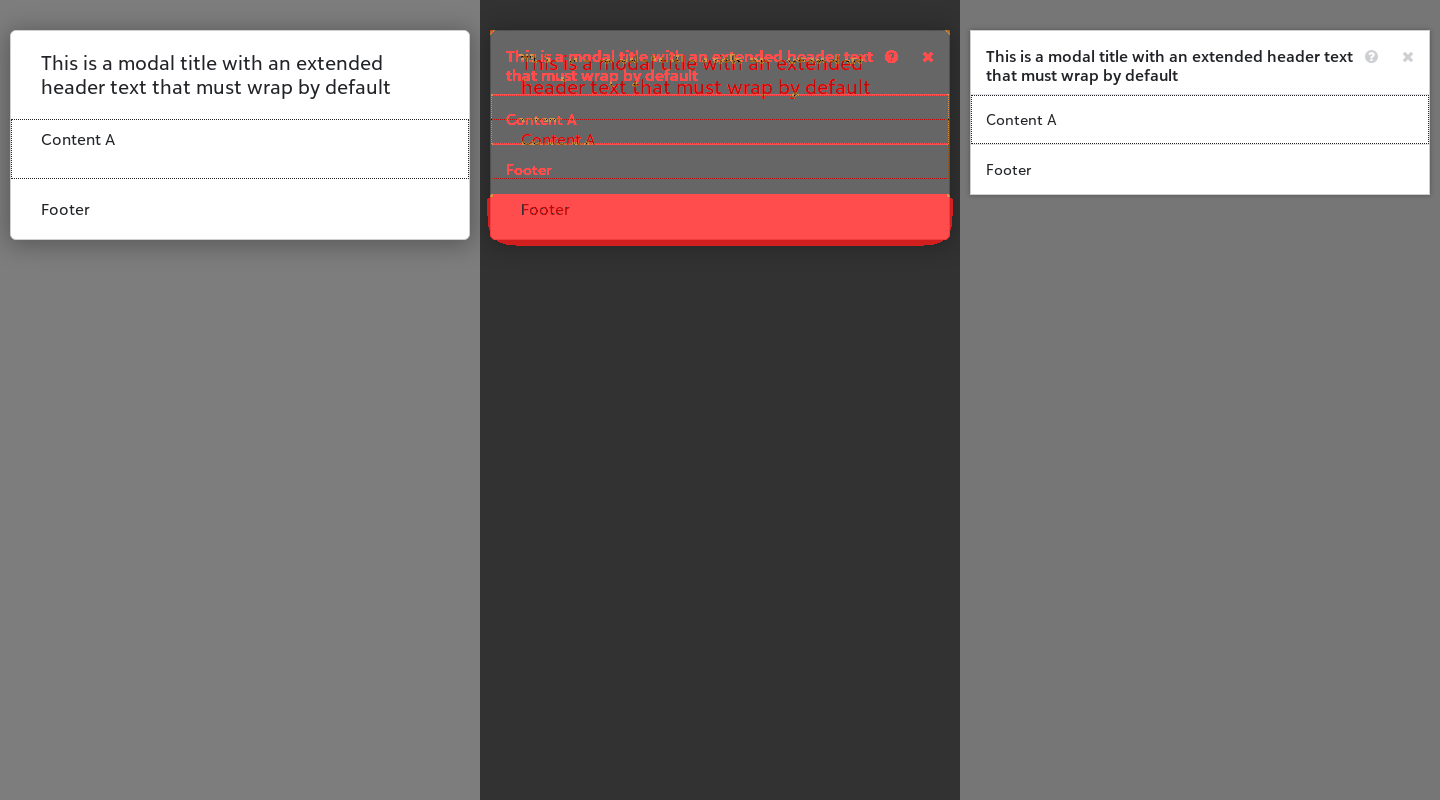 This is a modal title with an extended
header text that must wrap by default
Content A
Footer
This is a modal title with an extended header text
that must wrap by default
This is a modal title with an extended
header text that must wrap by default
Content A
Content A
Footer
Footer
This is a modal title with an extended header text
that must wrap by default
Content A
Footer